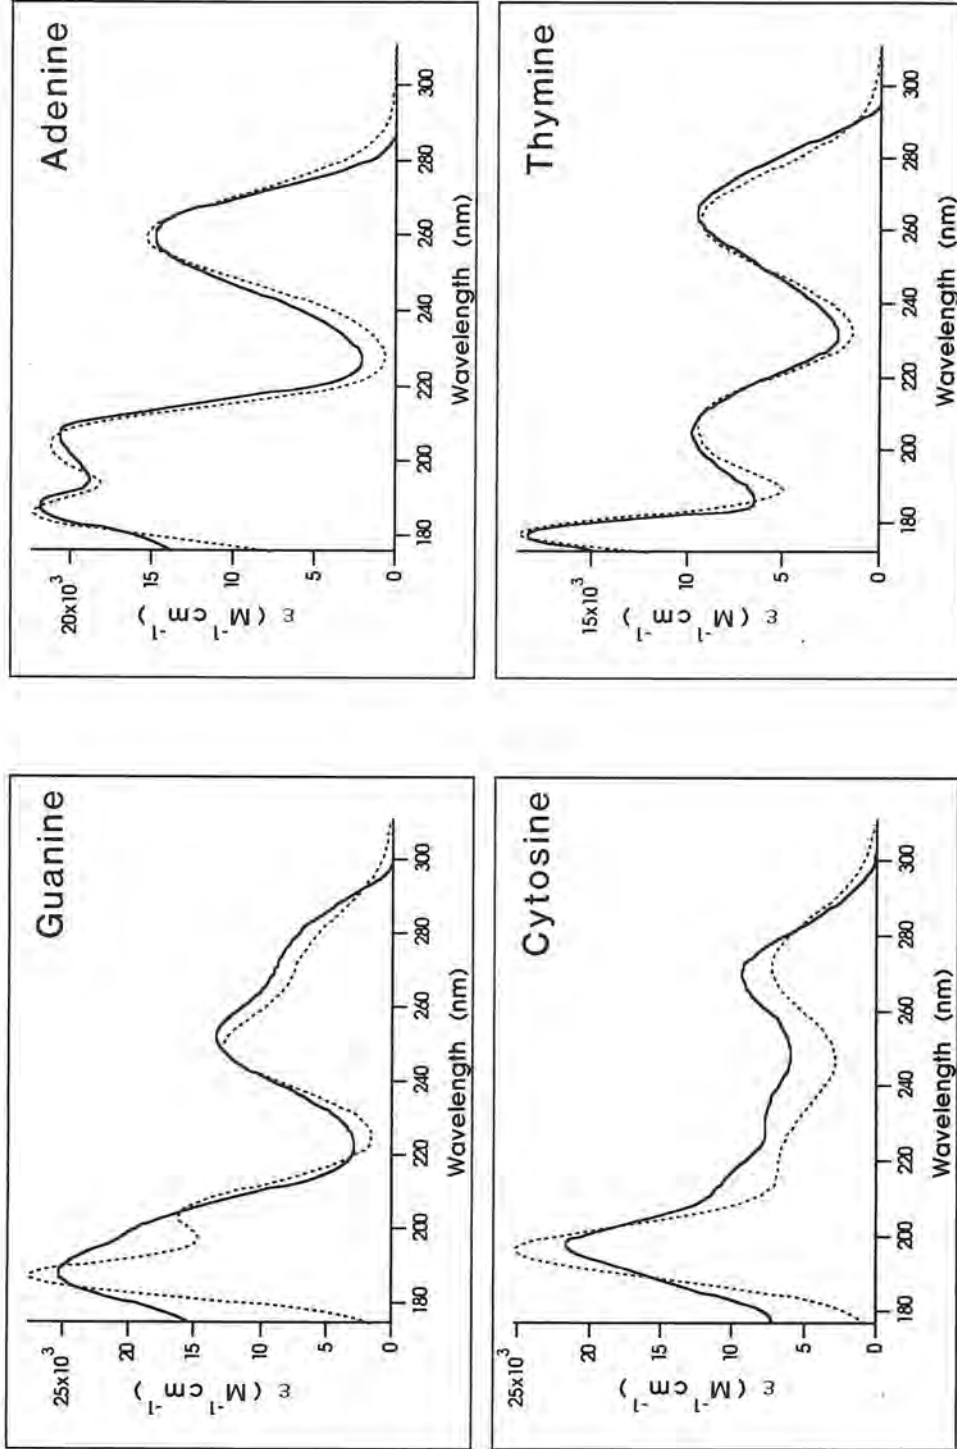 Guanine
25x10³
20
15
10
5
0
ε (M⁻¹ cm⁻¹)
180 200 220 240 260 280 300
Wavelength (nm)
Adenine
20x10³
15
10
5
0
ε (M⁻¹ cm⁻¹)
180 200 220 240 260 280 300
Wavelength (nm)
Cytosine
25x10³
20
15
10
5
0
ε (M⁻¹ cm⁻¹)
180 200 220 240 260 280 300
Wavelength (nm)
Thymine
15x10³
10
5
0
ε (M⁻¹ cm⁻¹)
180 200 220 240 260 280 300
Wavelength (nm)